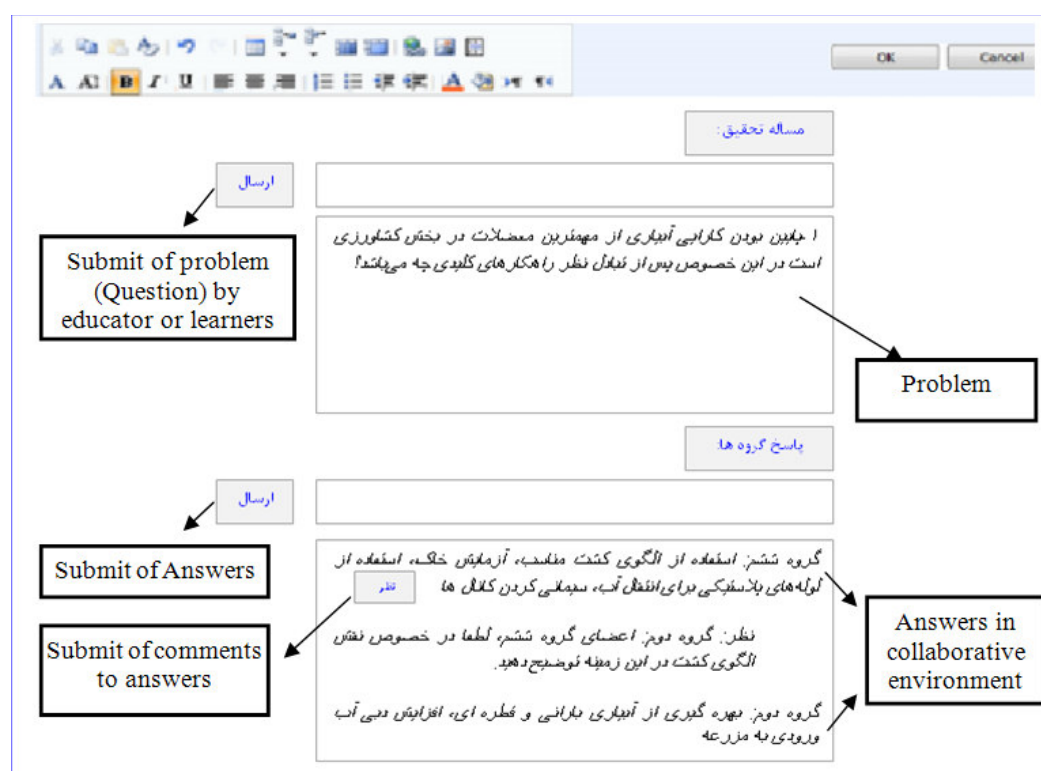 OK
Cancel
مساله تحقیق:
ارسال
Submit of problem
(Question) by
educator or learners
۱ پایین بودن کارایی آبیاری از مهمترین معضلات در بخش کشاورزی
است در این خصوص پس از تبادل نظر راهکارهای کلیدی چه می‌باشد؟
Problem
پاسخ گروه ها:
ارسال
Submit of Answers
گروه ششم: استفاده از الگوی کشت مناسب، آزمایش خاک، استفاده از
لوله‌های پلاستیکی برای انتقال آب، سیمانی کردن کانال ها
نظر
Submit of comments
to answers
نظر: گروه دوم: اعضای گروه ششم، لطفا در خصوص نقش
الگوی کشت در این زمینه توضیح دهید.
Answers in
collaborative
environment
گروه دوم: بهره گیری از آبیاری بارانی و قطره ای، افزایش دبی آب
ورودی به مزرعه